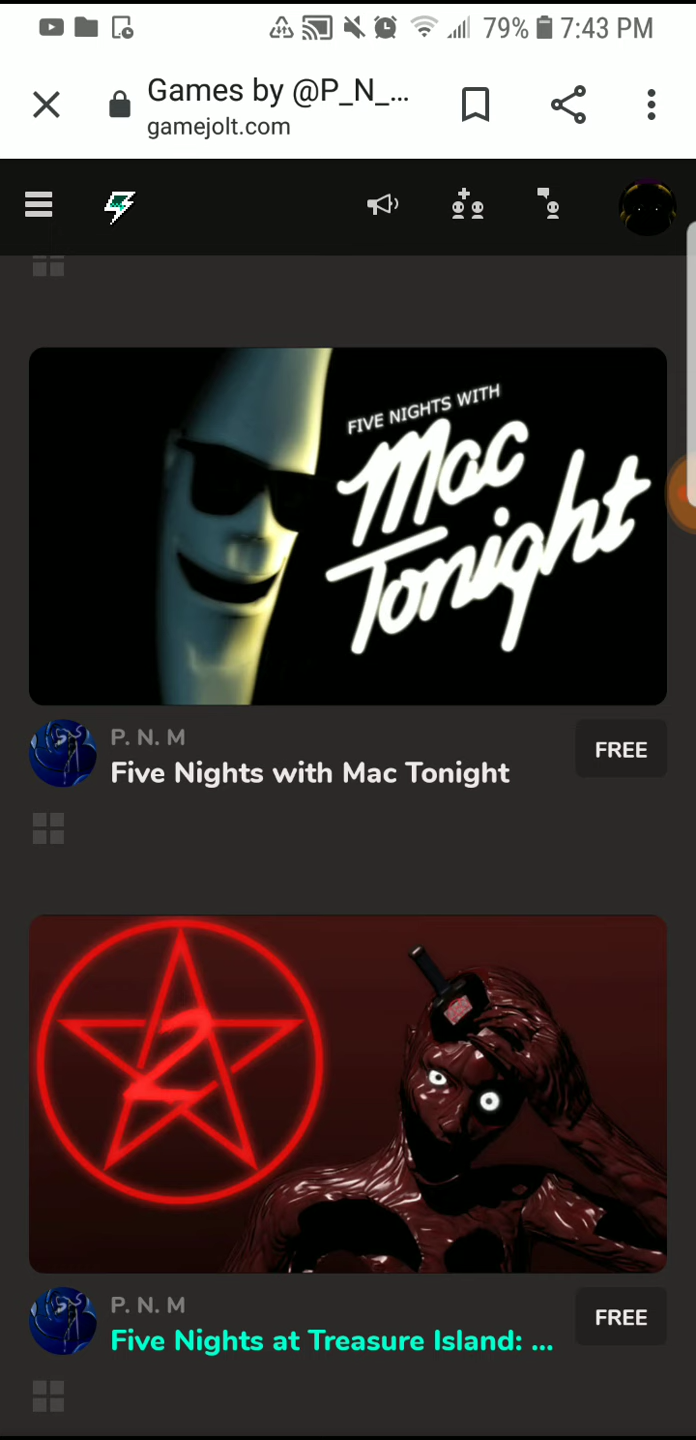 79% 7:43 PM
Games by @P_N_...
gamejolt.com
FIVE NIGHTS WITH
Mac
Tonight
P. N. M
Five Nights with Mac Tonight
FREE
2
P. N. M
Five Nights at Treasure Island: ...
FREE